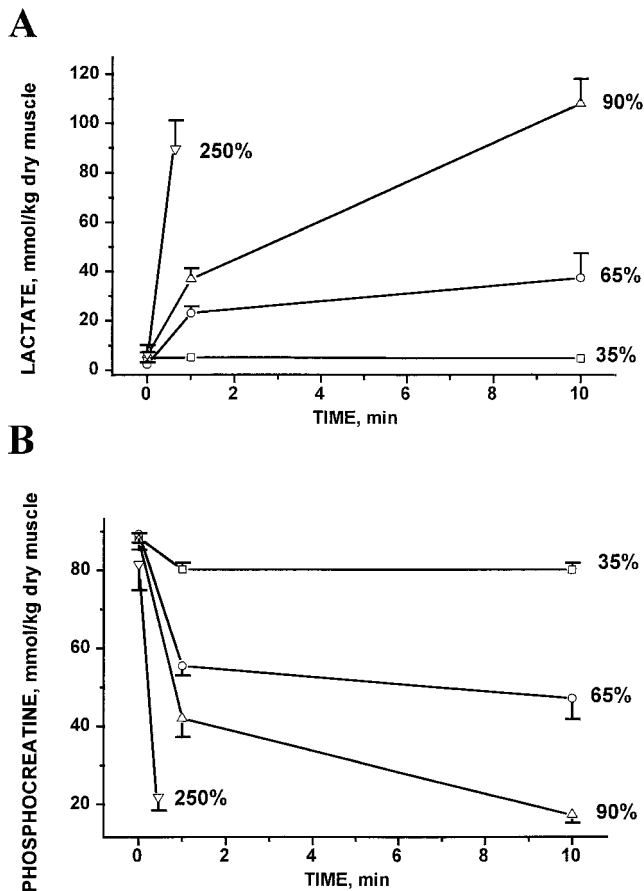 A
LACTATE, mmol/kg dry muscle
120
100
80
60
40
20
0
250%
90%
65%
35%
0 2 4 6 8 10
TIME, min
B
PHOSPHOCREATINE, mmol/kg dry muscle
80
60
40
20
35%
65%
250%
90%
0 2 4 6 8 10
TIME, min